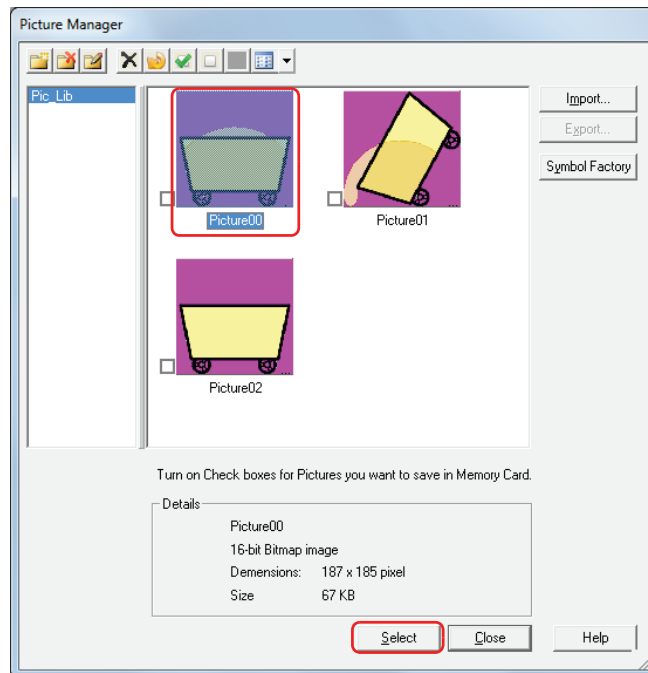 Picture Manager
Pic_Lib
Picture00
Picture01
Picture02
Import...
Export...
Symbol Factory
Turn on Check boxes for Pictures you want to save in Memory Card.
Details
Picture00
16-bit Bitmap image
Demensions: 187 x 185 pixel
Size 67 KB
Select Close Help